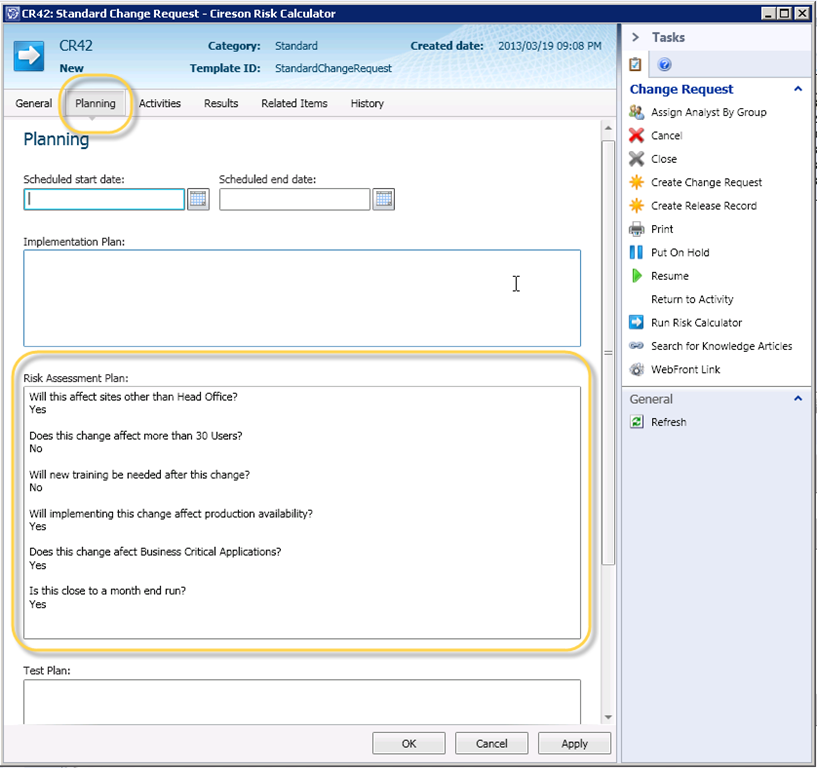 CR42: Standard Change Request - Cireson Risk Calculator
CR42
Category: Standard
Created date: 2013/03/19 09:08 PM
New
Template ID: StandardChangeRequest
General
Planning
Activities
Results
Related Items
History
Planning
Scheduled start date:
Scheduled end date:
Implementation Plan:
Risk Assessment Plan:
Will this affect sites other than Head Office?
Yes
Does this change affect more than 30 Users?
No
Will new training be needed after this change?
No
Will implementing this change affect production availability?
Yes
Does this change afect Business Critical Applications?
Yes
Is this close to a month end run?
Yes
Test Plan:
OK
Cancel
Apply
Tasks
Change Request
Assign Analyst By Group
Cancel
Close
Create Change Request
Create Release Record
Print
Put On Hold
Resume
Return to Activity
Run Risk Calculator
Search for Knowledge Articles
WebFront Link
General
Refresh